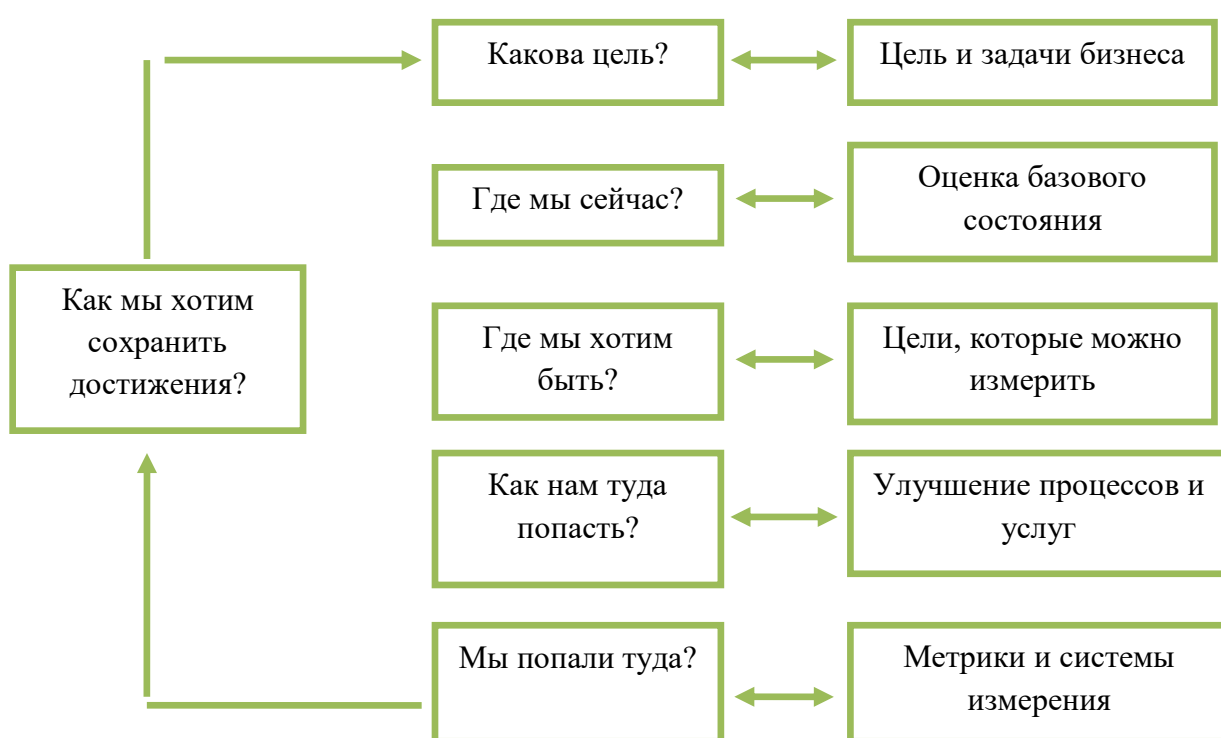 Какова цель?
Цель и задачи бизнеса
Где мы сейчас?
Оценка базового
состояния
Как мы хотим
сохранить
достижения?
Где мы хотим
быть?
Цели, которые можно
измерить
Как нам туда
попасть?
Улучшение процессов и
услуг
Мы попали туда?
Метрики и системы
измерения